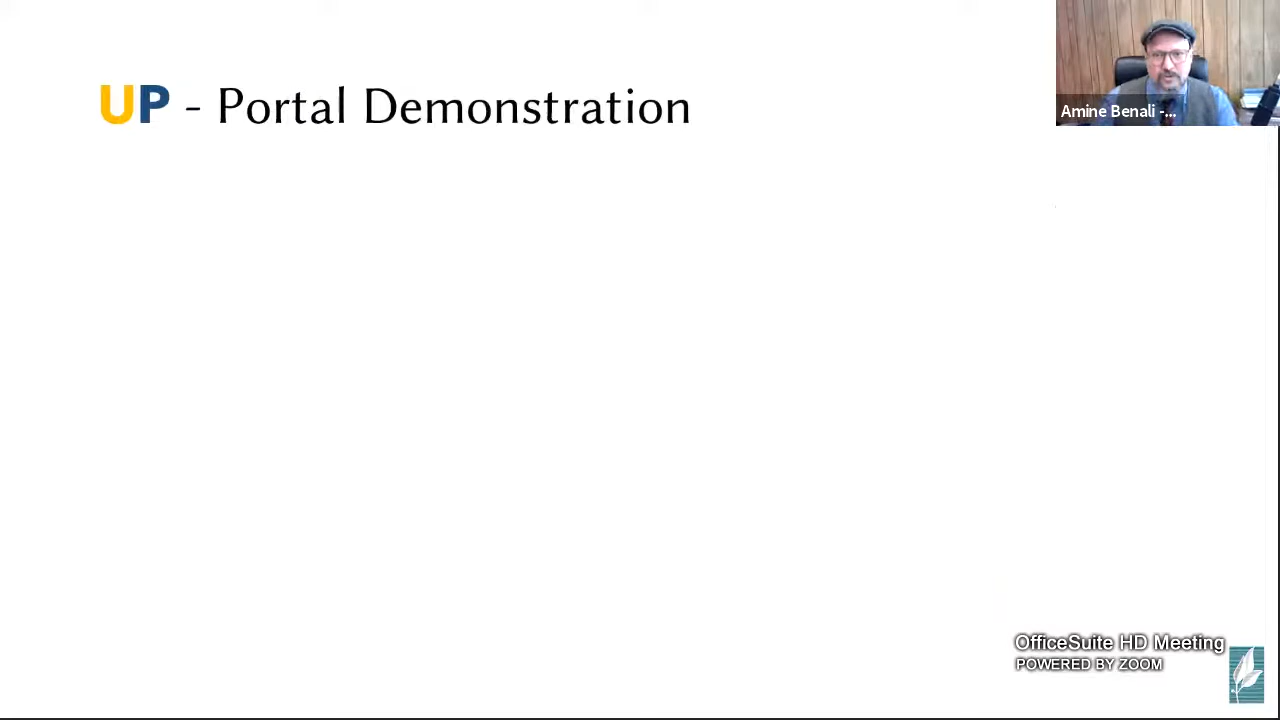 UP - Portal Demonstration
Amine Benali -...
OfficeSuite HD Meeting
POWERED BY ZOOM